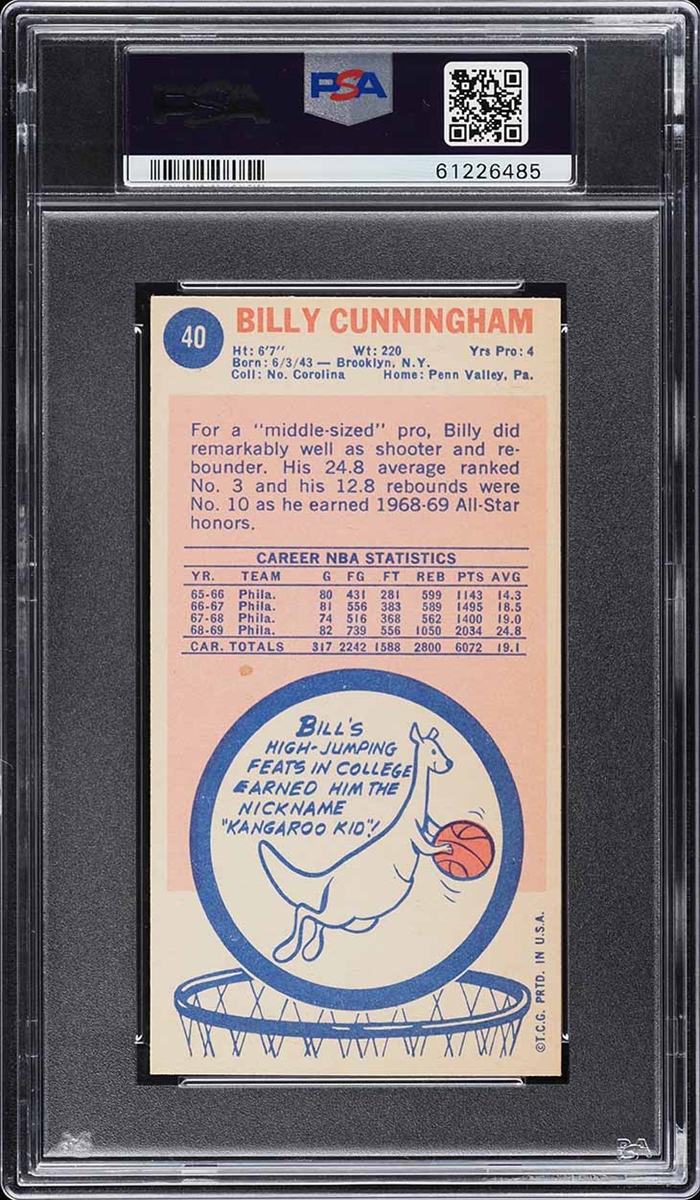 PSA
PSA
61226485
40
BILLY CUNNINGHAM
Ht: 6'7'' Wt: 220 Yrs Pro: 4
Born: 6/3/43 — Brooklyn, N.Y.
Coll: No. Corolina Home: Penn Valley, Pa.
For a "middle-sized" pro, Billy did
remarkably well as shooter and re-
bounder. His 24.8 average ranked
No. 3 and his 12.8 rebounds were
No. 10 as he earned 1968-69 All-Star
honors.
CAREER NBA STATISTICS
YR. TEAM G FG FT REB PTS AVG
65-66 Phila. 80 431 281 599 1143 14.3
66-67 Phila. 81 556 383 589 1495 18.5
67-68 Phila. 74 516 368 562 1400 19.0
68-69 Phila. 82 739 556 1050 2034 24.8
CAR. TOTALS 317 2242 1588 2800 6072 19.1
BILL'S
HIGH-JUMPING
FEATS IN COLLEGE
EARNED HIM THE
NICKNAME
"KANGAROO KID"!
©T.C.G. PRTD. IN U.S.A.
PSA